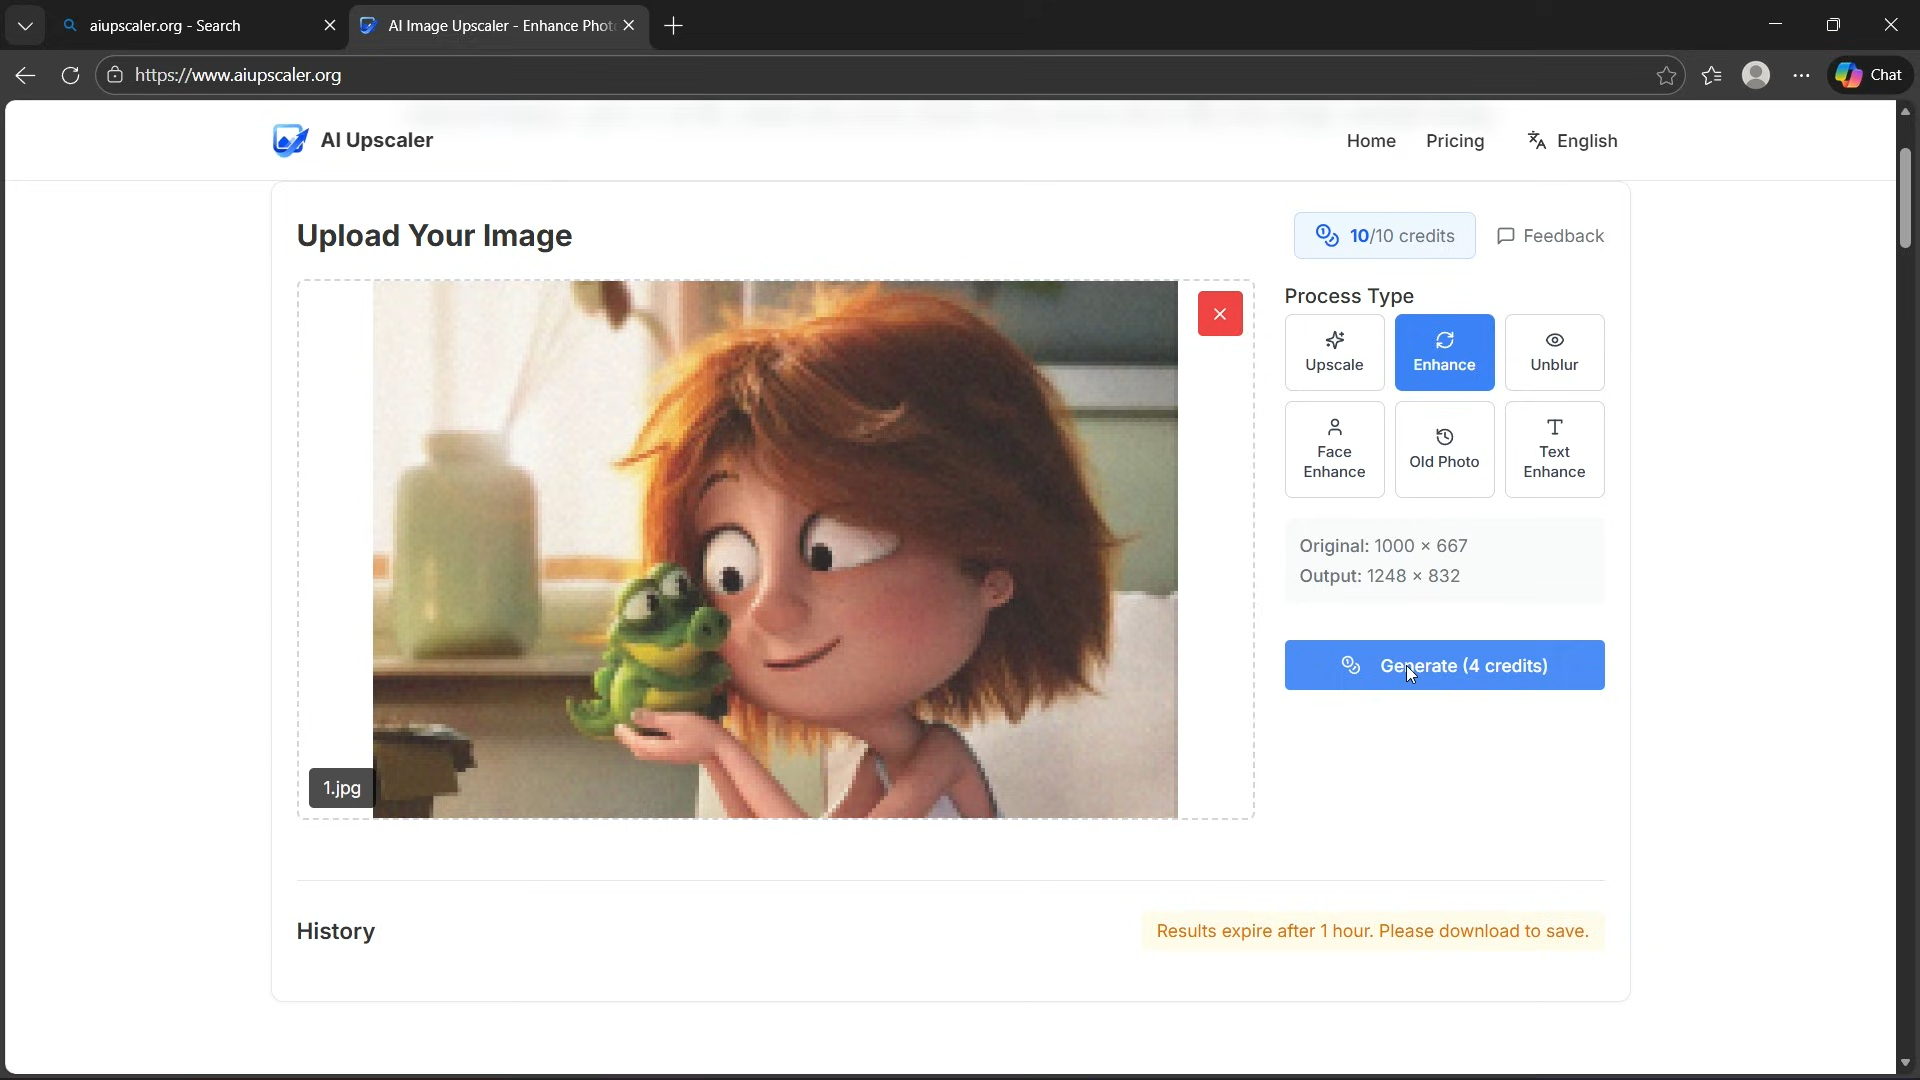 aiupscaler.org - Search
AI Image Upscaler - Enhance Phot
https://www.aiupscaler.org
Chat
AI Upscaler
Home
Pricing
English
Upload Your Image
10/10 credits
Feedback
Process Type
Upscale
Enhance
Unblur
Face
Enhance
Old Photo
Text
Enhance
Original: 1000 × 667
Output: 1248 × 832
Generate (4 credits)
1.jpg
History
Results expire after 1 hour. Please download to save.